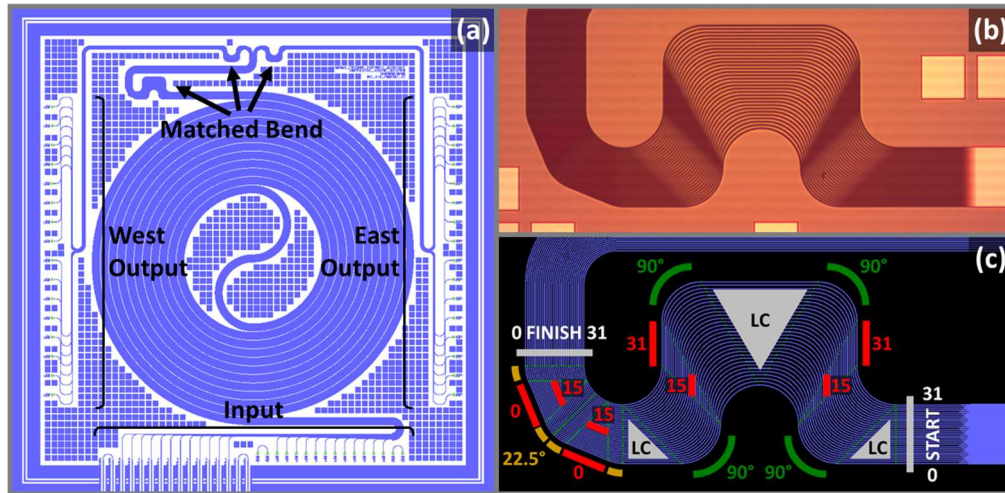 (a)
Matched Bend
West
Output
East
Output
Input
(b)
(c)
90°
90°
LC
0 FINISH 31
31
31
15
15
15
15
0
0
22.5°
LC
LC
90°
90°
31
START
0